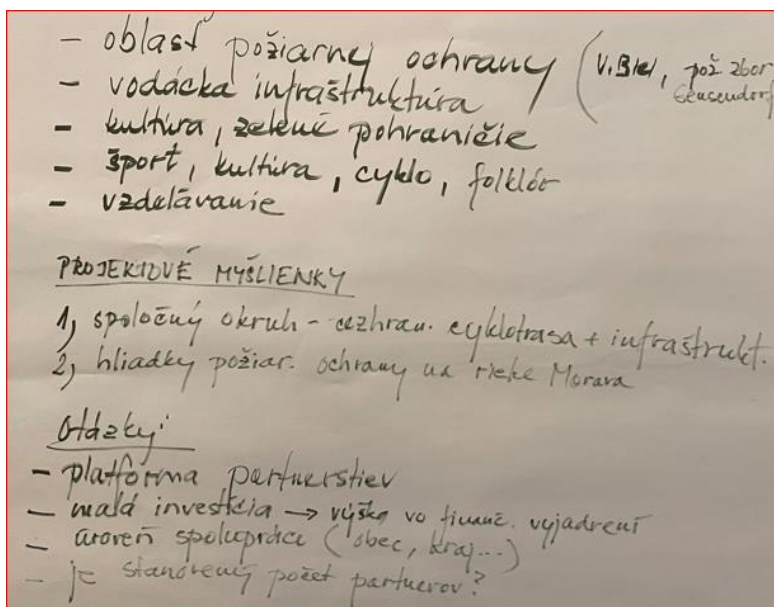 - oblasť požiarnej ochrany (V. Biel, pož zbor
Gensendorf
- vodácka infraštruktúra
- kultúra, zelené pohraničie
- šport, kultúra, cyklo, folklór
- vzdelávanie
PROJEKTOVÉ MYŠLIENKY
1, spoločný okruh - cezhran. cyklotrasa + infraštrukt.
2, hliadky požiar. ochrany na rieke Morava
Otázky:
- platforma partnerstiev
- malá investícia → výška vo financ. vyjadrení
- úroveň spolupráce (obec, kraj...)
- je stanovený počet partnerov?